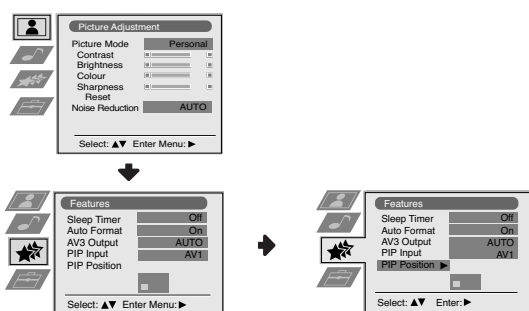 Picture Adjustment
Picture Mode Personal
Contrast
Brightness
Colour
Sharpness
Reset
Noise Reduction AUTO
Select: ▲▼ Enter Menu: ▶
Features
Sleep Timer Off
Auto Format On
AV3 Output AUTO
PIP Input AV1
PIP Position
Select: ▲▼ Enter Menu: ▶
Features
Sleep Timer Off
Auto Format On
AV3 Output AUTO
PIP Input AV1
PIP Position ▶
Select: ▲▼ Enter: ▶